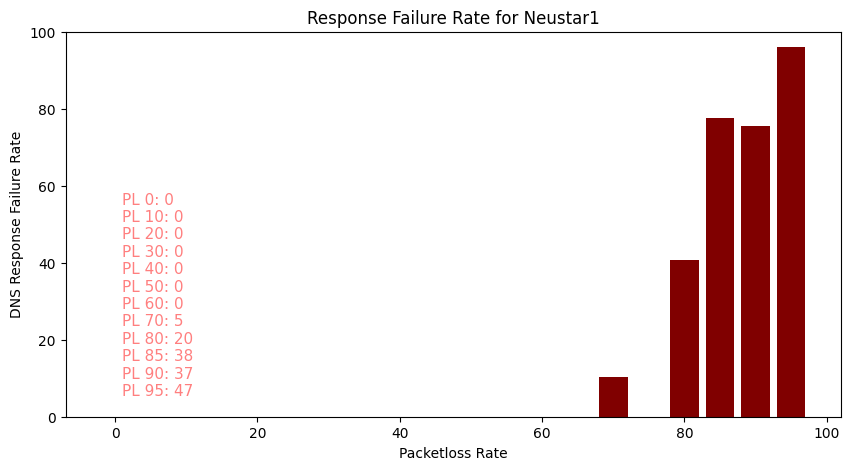 Response Failure Rate for Neustar1
100
80
60
40
20
0
DNS Response Failure Rate
PL 0: 0
PL 10: 0
PL 20: 0
PL 30: 0
PL 40: 0
PL 50: 0
PL 60: 0
PL 70: 5
PL 80: 20
PL 85: 38
PL 90: 37
PL 95: 47
0 20 40 60 80 100
Packetloss Rate